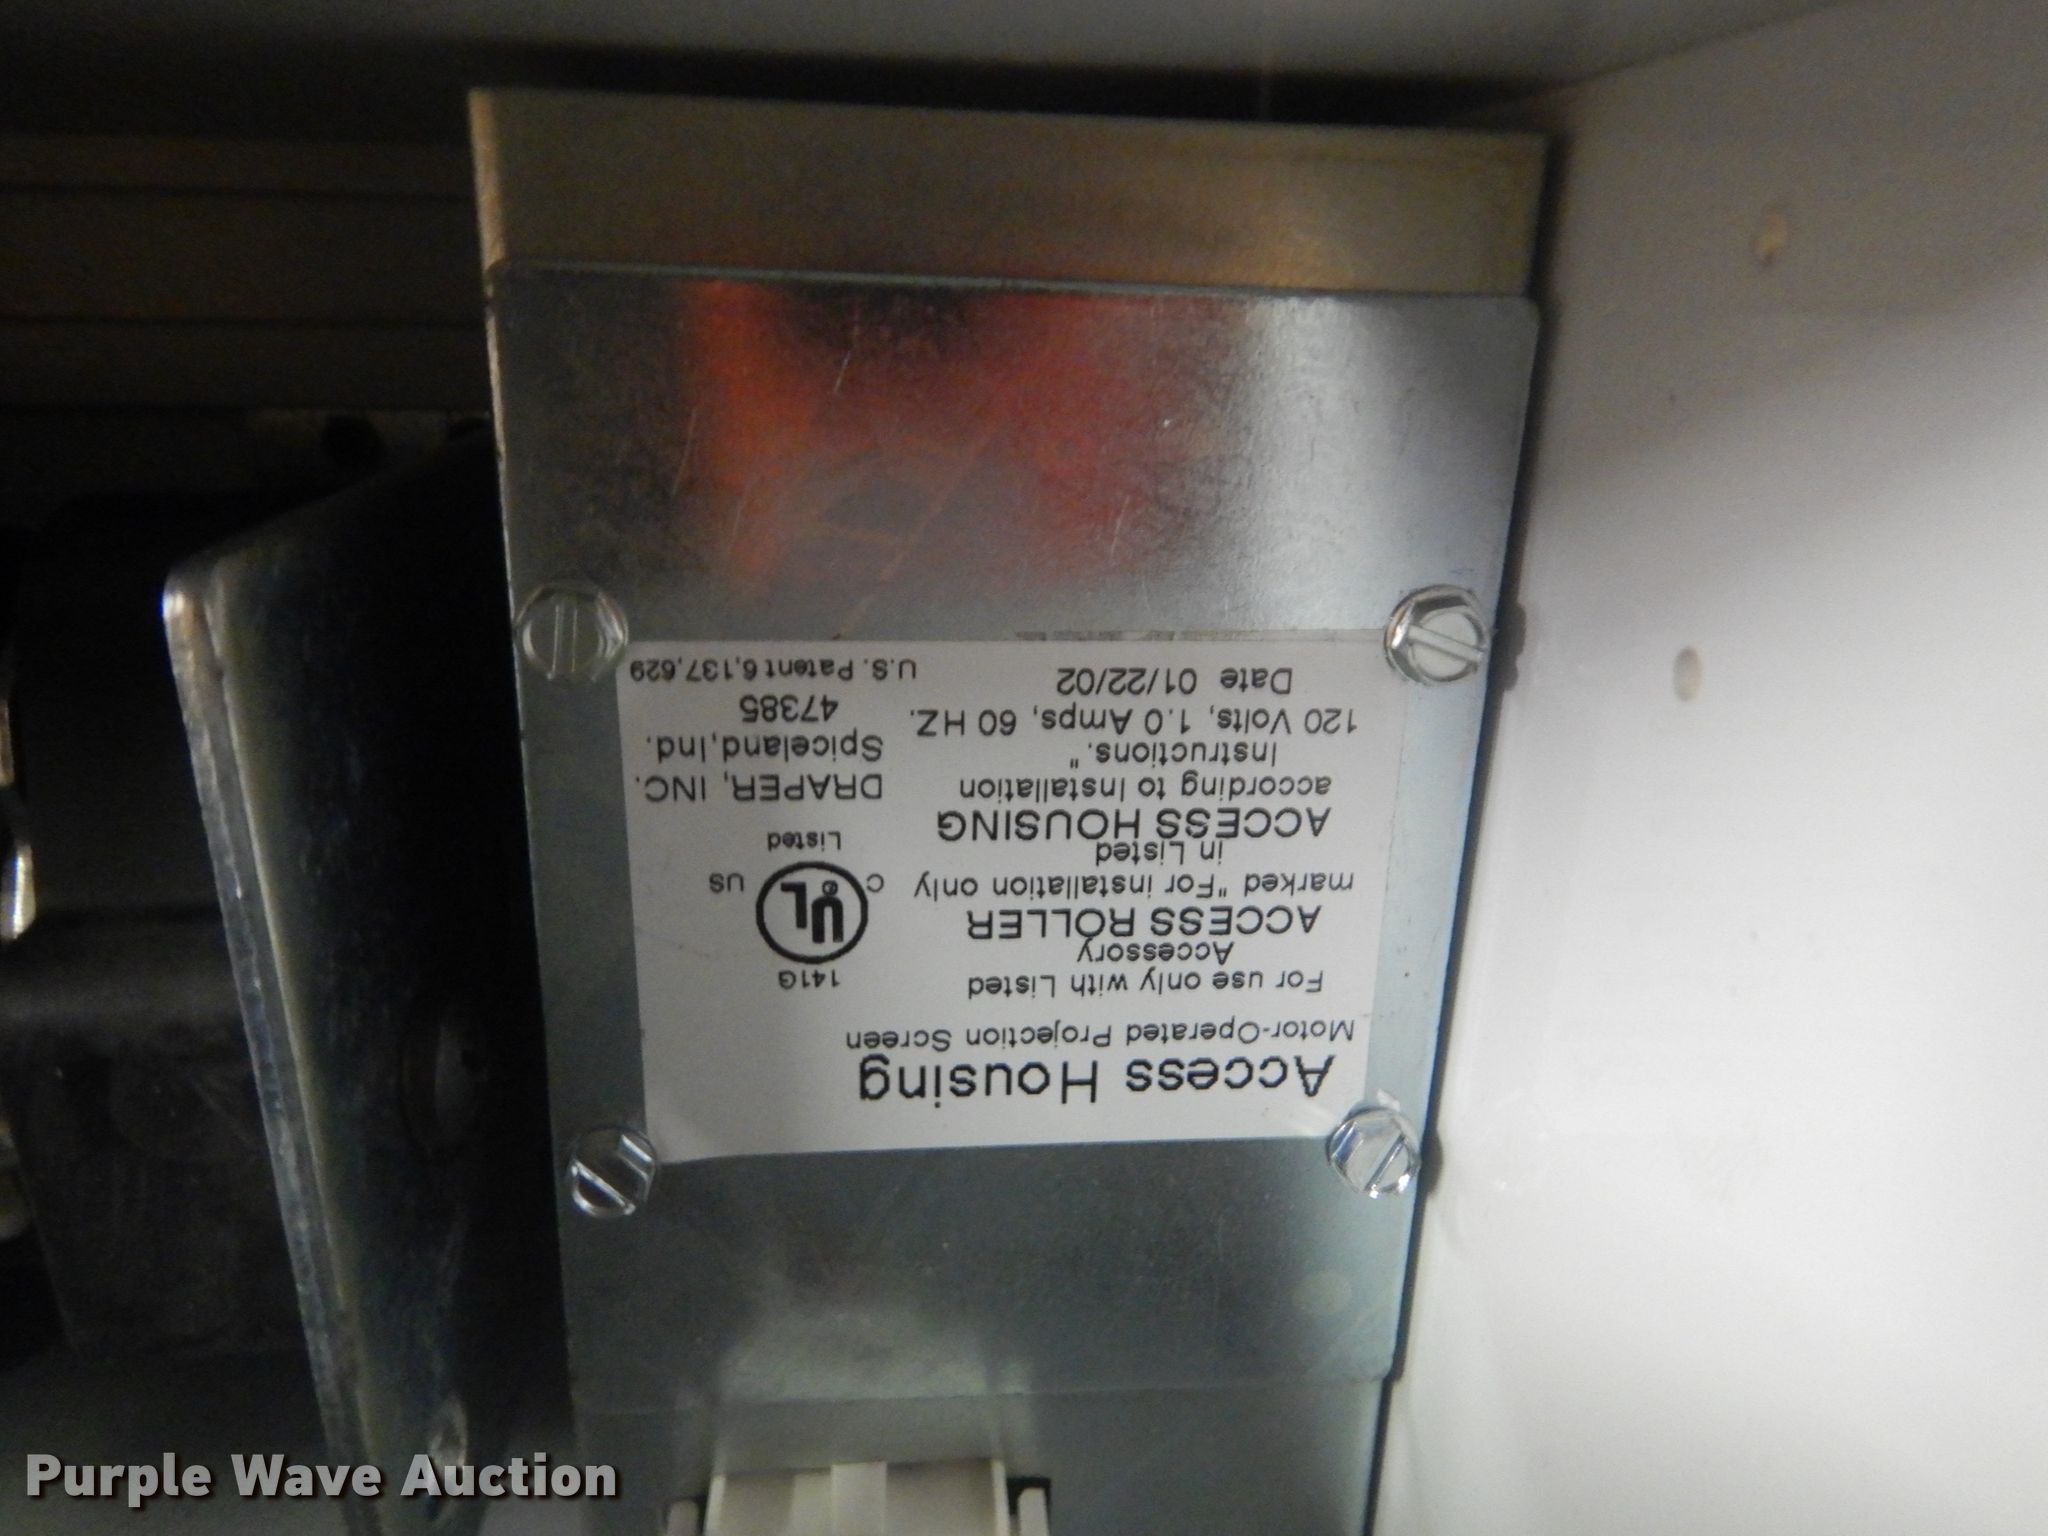 Access Housing
Motor-Operated Projection Screen
For use only with Listed
Accessory
ACCESS ROLLER
marked "For installation only
in Listed
ACCESS HOUSING
according to Installation
Instructions."
120 Volts, 1.0 Amps, 60 HZ.
Date 01/22/02
141G
C UL ® US
Listed
DRAPER, INC.
Spiceland, Ind.
47385
U.S. Patent 6,137,629
Purple Wave Auction